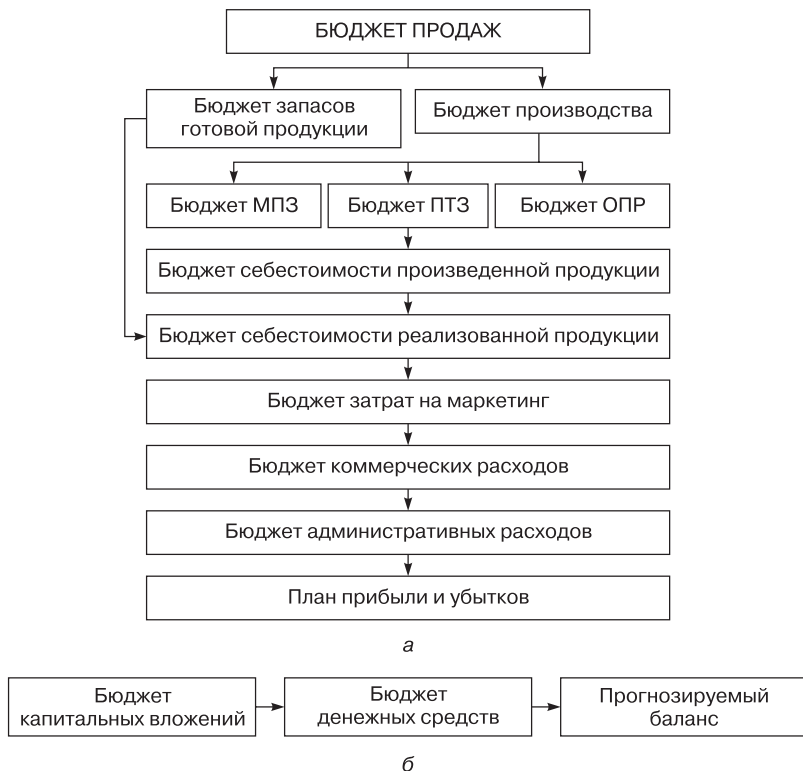 БЮДЖЕТ ПРОДАЖ
Бюджет запасов
готовой продукции
Бюджет производства
Бюджет МПЗ
Бюджет ПТЗ
Бюджет ОПР
Бюджет себестоимости произведенной продукции
Бюджет себестоимости реализованной продукции
Бюджет затрат на маркетинг
Бюджет коммерческих расходов
Бюджет административных расходов
План прибыли и убытков
а
Бюджет
капитальных вложений
Бюджет
денежных средств
Прогнозируемый
баланс
б